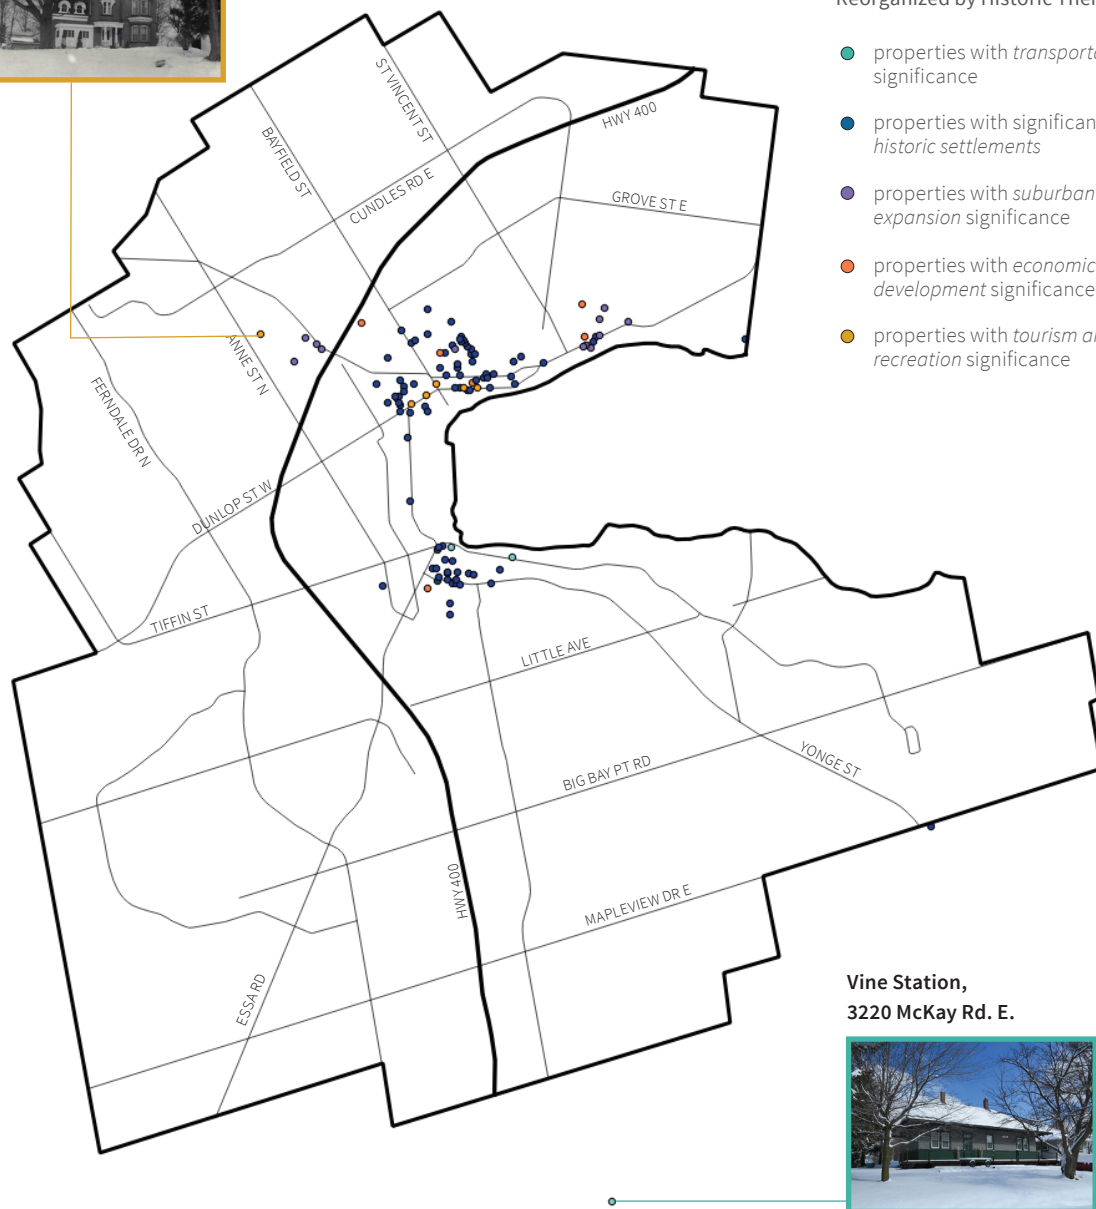 Reorganized by Historic
properties with
significance
properties with
historic settlements
properties with suburban
expansion significance
properties with economic
development significance
properties with tourism
recreation significance
ST VINCENT ST
BAYFIELD ST
HWY 400
CUNDLES RD E
GROVE ST E
ANNE ST N
FERNDALE DR N
DUNLOP ST W
TIFFIN ST
LITTLE AVE
BIG BAY PT RD
YONGE ST
HWY 400
MAPLEVIEW DR E
ESSA RD
Vine Station,
3220 McKay Rd. E.